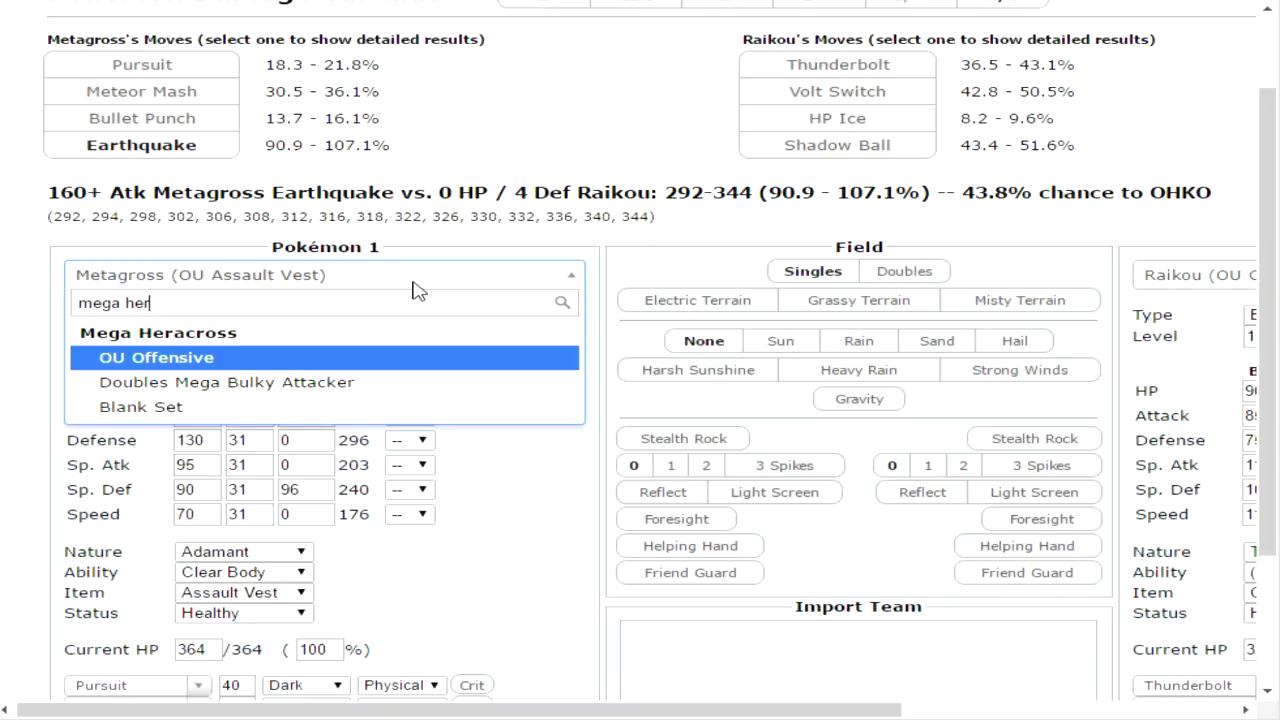 Metagross's Moves (select one to show detailed results)
Raikou's Moves (select one to show detailed results)
Pursuit 18.3 - 21.8%
Meteor Mash 30.5 - 36.1%
Bullet Punch 13.7 - 16.1%
Earthquake 90.9 - 107.1%
Thunderbolt 36.5 - 43.1%
Volt Switch 42.8 - 50.5%
HP Ice 8.2 - 9.6%
Shadow Ball 43.4 - 51.6%
160+ Atk Metagross Earthquake vs. 0 HP / 4 Def Raikou: 292-344 (90.9 - 107.1%) -- 43.8% chance to OHKO
(292, 294, 298, 302, 306, 308, 312, 316, 318, 322, 326, 330, 332, 336, 340, 344)
Pokémon 1
Metagross (OU Assault Vest)
mega her
Mega Heracross
OU Offensive
Doubles Mega Bulky Attacker
Blank Set
Defense 130 31 0 296 --
Sp. Atk 95 31 0 203 --
Sp. Def 90 31 96 240 --
Speed 70 31 0 176 --
Nature Adamant
Ability Clear Body
Item Assault Vest
Status Healthy
Current HP 364 /364 ( 100 %)
Pursuit 40 Dark Physical Crit
Field
Singles Doubles
Electric Terrain Grassy Terrain Misty Terrain
None Sun Rain Sand Hail
Harsh Sunshine Heavy Rain Strong Winds
Gravity
Stealth Rock Stealth Rock
0 1 2 3 Spikes 0 1 2 3 Spikes
Reflect Light Screen Reflect Light Screen
Foresight Foresight
Helping Hand Helping Hand
Friend Guard Friend Guard
Import Team
Raikou (OU
Type
Level
HP
Attack
Defense
Sp. Atk
Sp. Def
Speed
Nature
Ability
Item
Status
Current HP
Thunderbolt